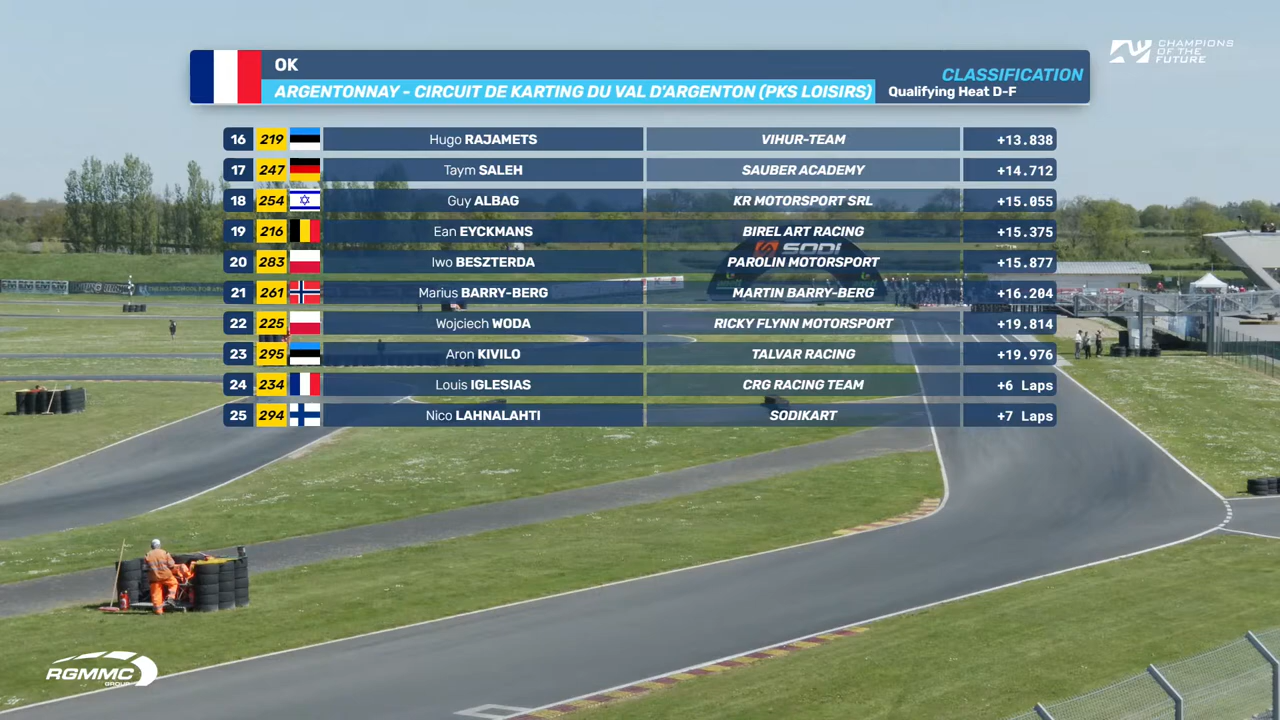 CHAMPIONS
OF THE
FUTURE
OK
CLASSIFICATION
ARGENTONNAY - CIRCUIT DE KARTING DU VAL D'ARGENTON (PKS LOISIRS)
Qualifying Heat D-F
16 219 Hugo RAJAMETS VIHUR-TEAM +13.838
17 247 Taym SALEH SAUBER ACADEMY +14.712
18 254 Guy ALBAG KR MOTORSPORT SRL +15.055
19 216 Ean EYCKMANS BIREL ART RACING +15.375
SODI
20 283 Iwo BESZTERDA PAROLIN MOTORSPORT +15.877
21 261 Marius BARRY-BERG MARTIN BARRY-BERG +16.204
22 225 Wojciech WODA RICKY FLYNN MOTORSPORT +19.814
23 295 Aron KIVILO TALVAR RACING +19.976
24 234 Louis IGLESIAS CRG RACING TEAM +6 Laps
25 294 Nico LAHNALAHTI SODIKART +7 Laps
RGMMC
GROUP